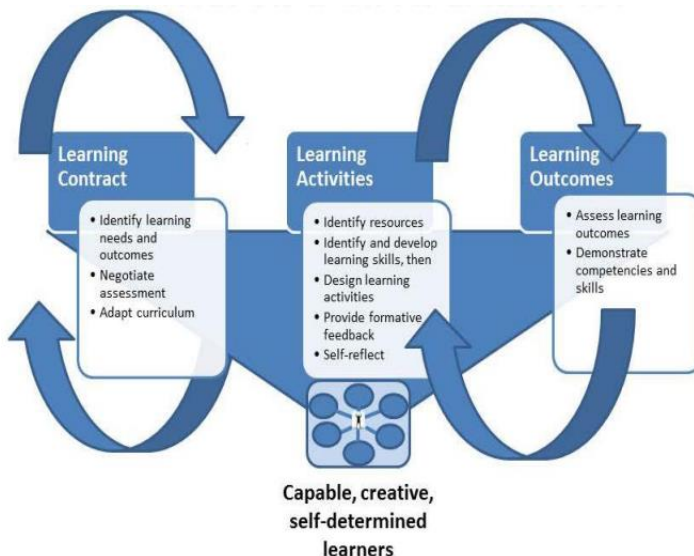 Learning
Contract
• Identify learning
needs and
outcomes
• Negotiate
assessment
• Adapt curriculum
Learning
Activities
• Identify resources
• Identify and develop
learning skills, then
• Design learning
activities
• Provide formative
feedback
• Self-reflect
Learning
Outcomes
• Assess learning
outcomes
• Demonstrate
competencies and
skills
Capable, creative,
self-determined
learners